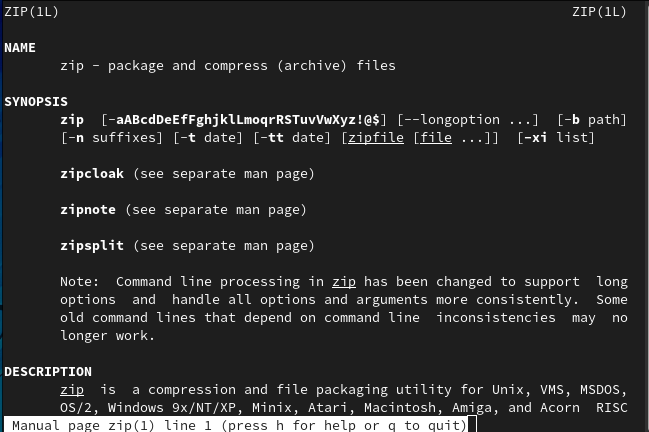 ZIP(1L) ZIP(1L)
NAME
zip - package and compress (archive) files
SYNOPSIS
zip [-aABcdDeEfFghjklLmoqrRSTuvVwXyz!@$] [--longoption ...] [-b path]
[-n suffixes] [-t date] [-tt date] [zipfile [file ...]] [-xi list]
zipcloak (see separate man page)
zipnote (see separate man page)
zipsplit (see separate man page)
Note: Command line processing in zip has been changed to support long
options and handle all options and arguments more consistently. Some
old command lines that depend on command line inconsistencies may no
longer work.
DESCRIPTION
zip is a compression and file packaging utility for Unix, VMS, MSDOS,
OS/2, Windows 9x/NT/XP, Minix, Atari, Macintosh, Amiga, and Acorn RISC
Manual page zip(1) line 1 (press h for help or q to quit)